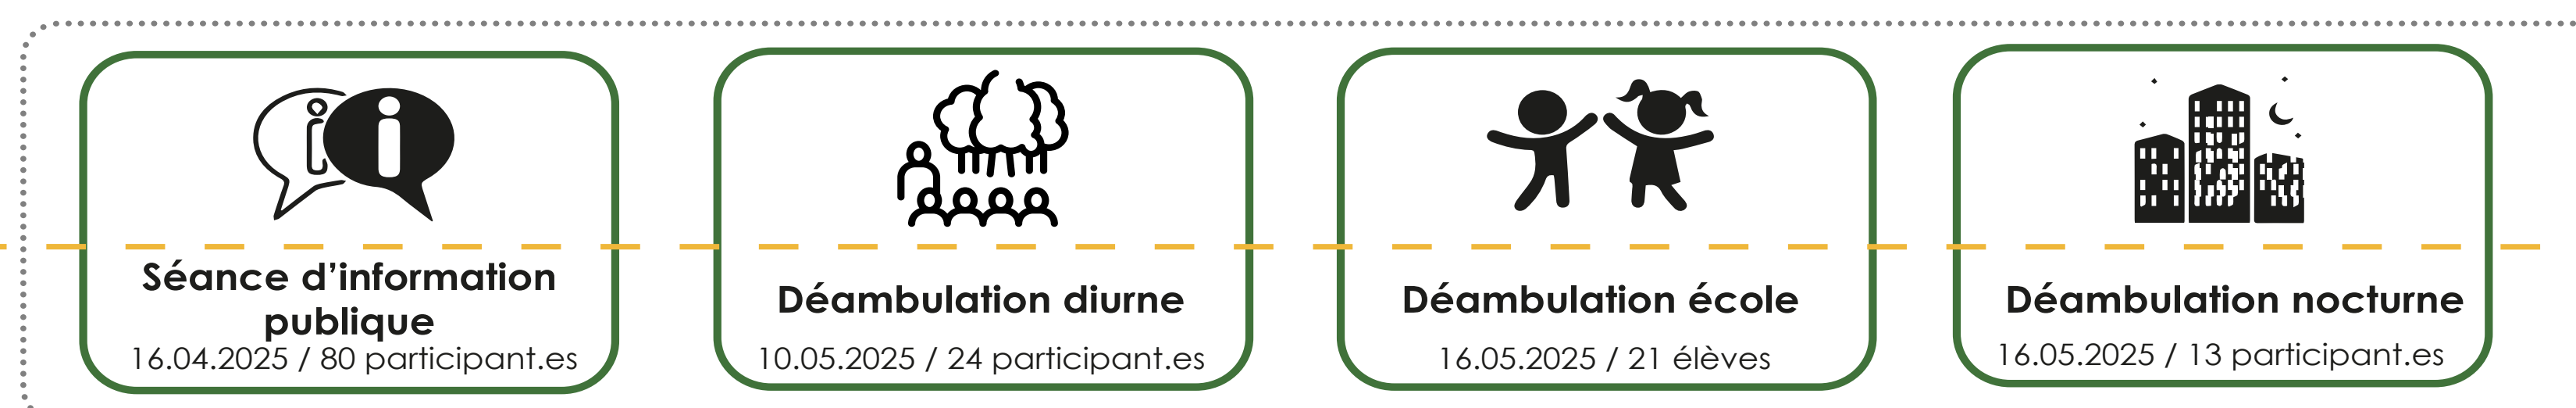 Séance d’information
publique
16.04.2025 / 80 participant.es
Déambulation diurne
10.05.2025 / 24 participant.es
Déambulation école
16.05.2025 / 21 élèves
Déambulation nocturne
16.05.2025 / 13 participant.es